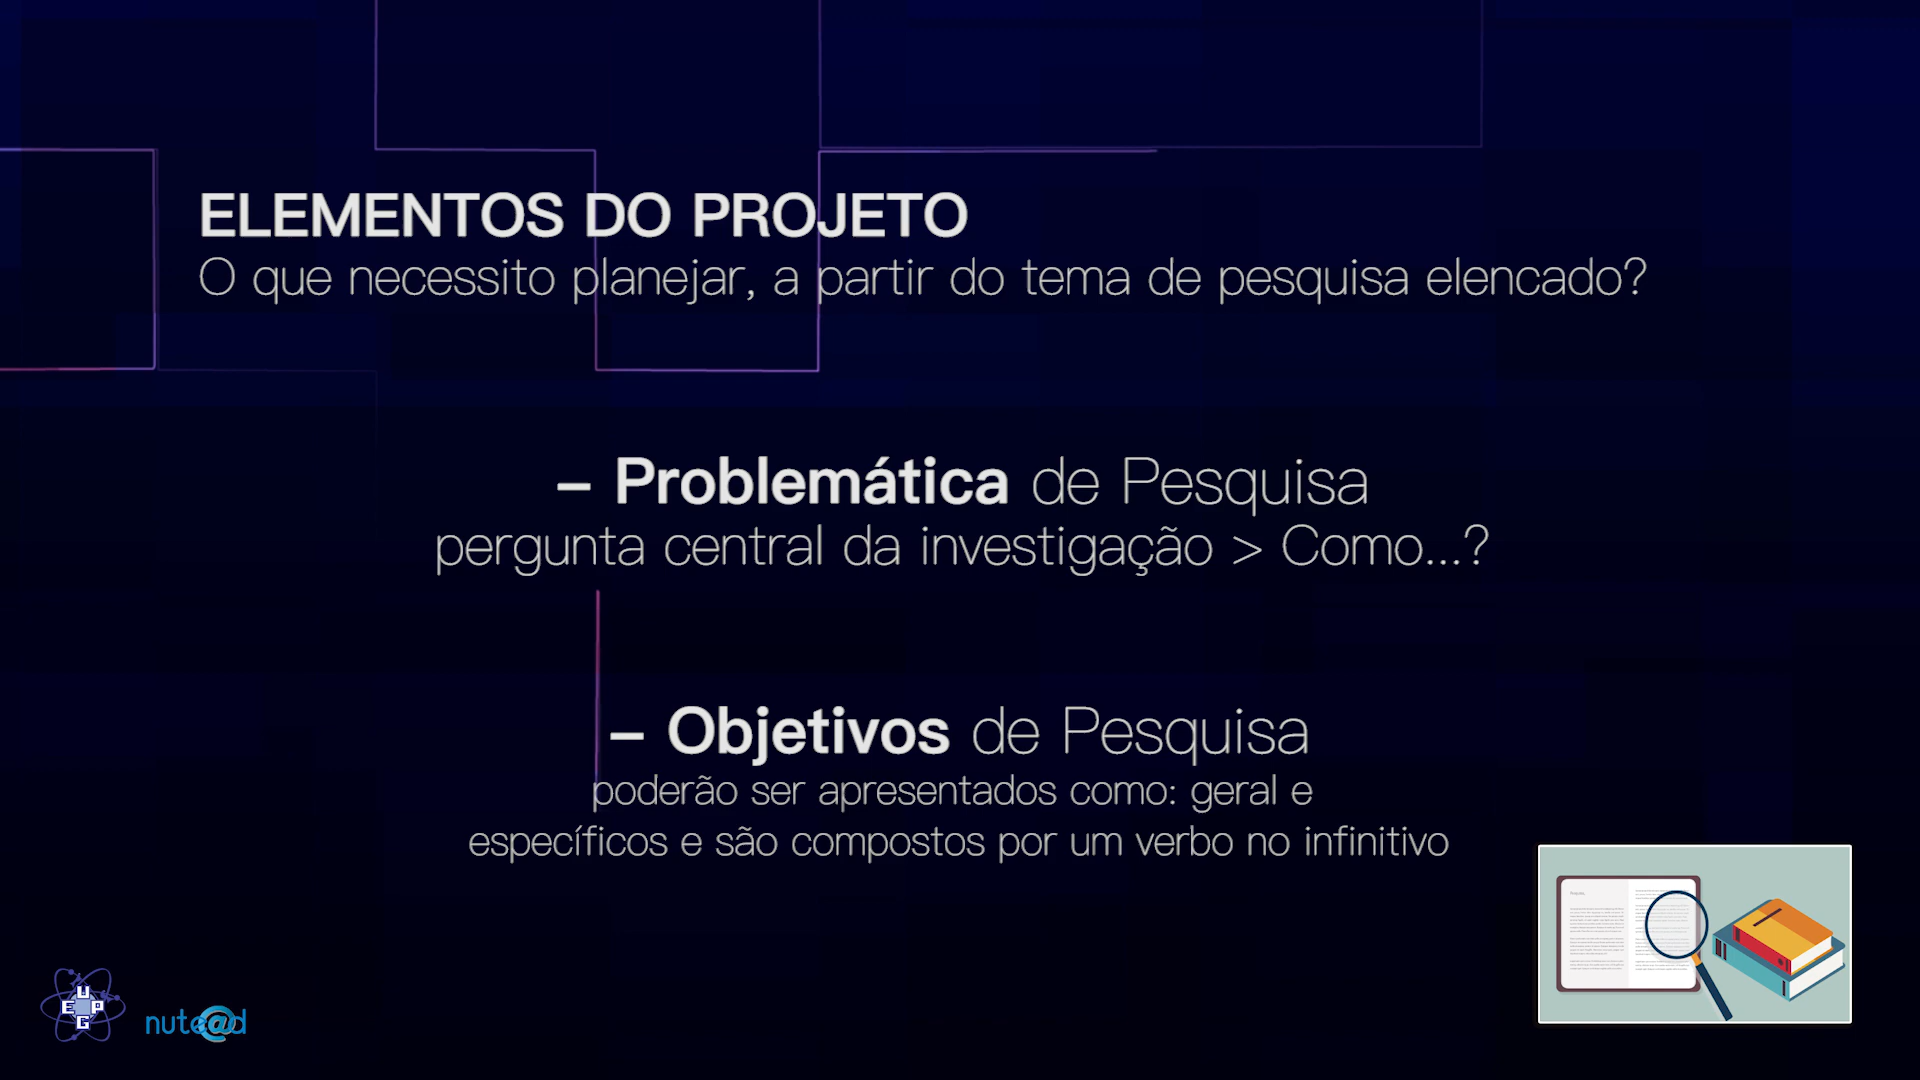 ELEMENTOS DO PROJETO
O que necessito planejar, a partir do tema de pesquisa elencado?
– Problemática de Pesquisa
pergunta central da investigação > Como...?
– Objetivos de Pesquisa
poderão ser apresentados como: geral e
específicos e são compostos por um verbo no infinitivo
UEPG
nute@d